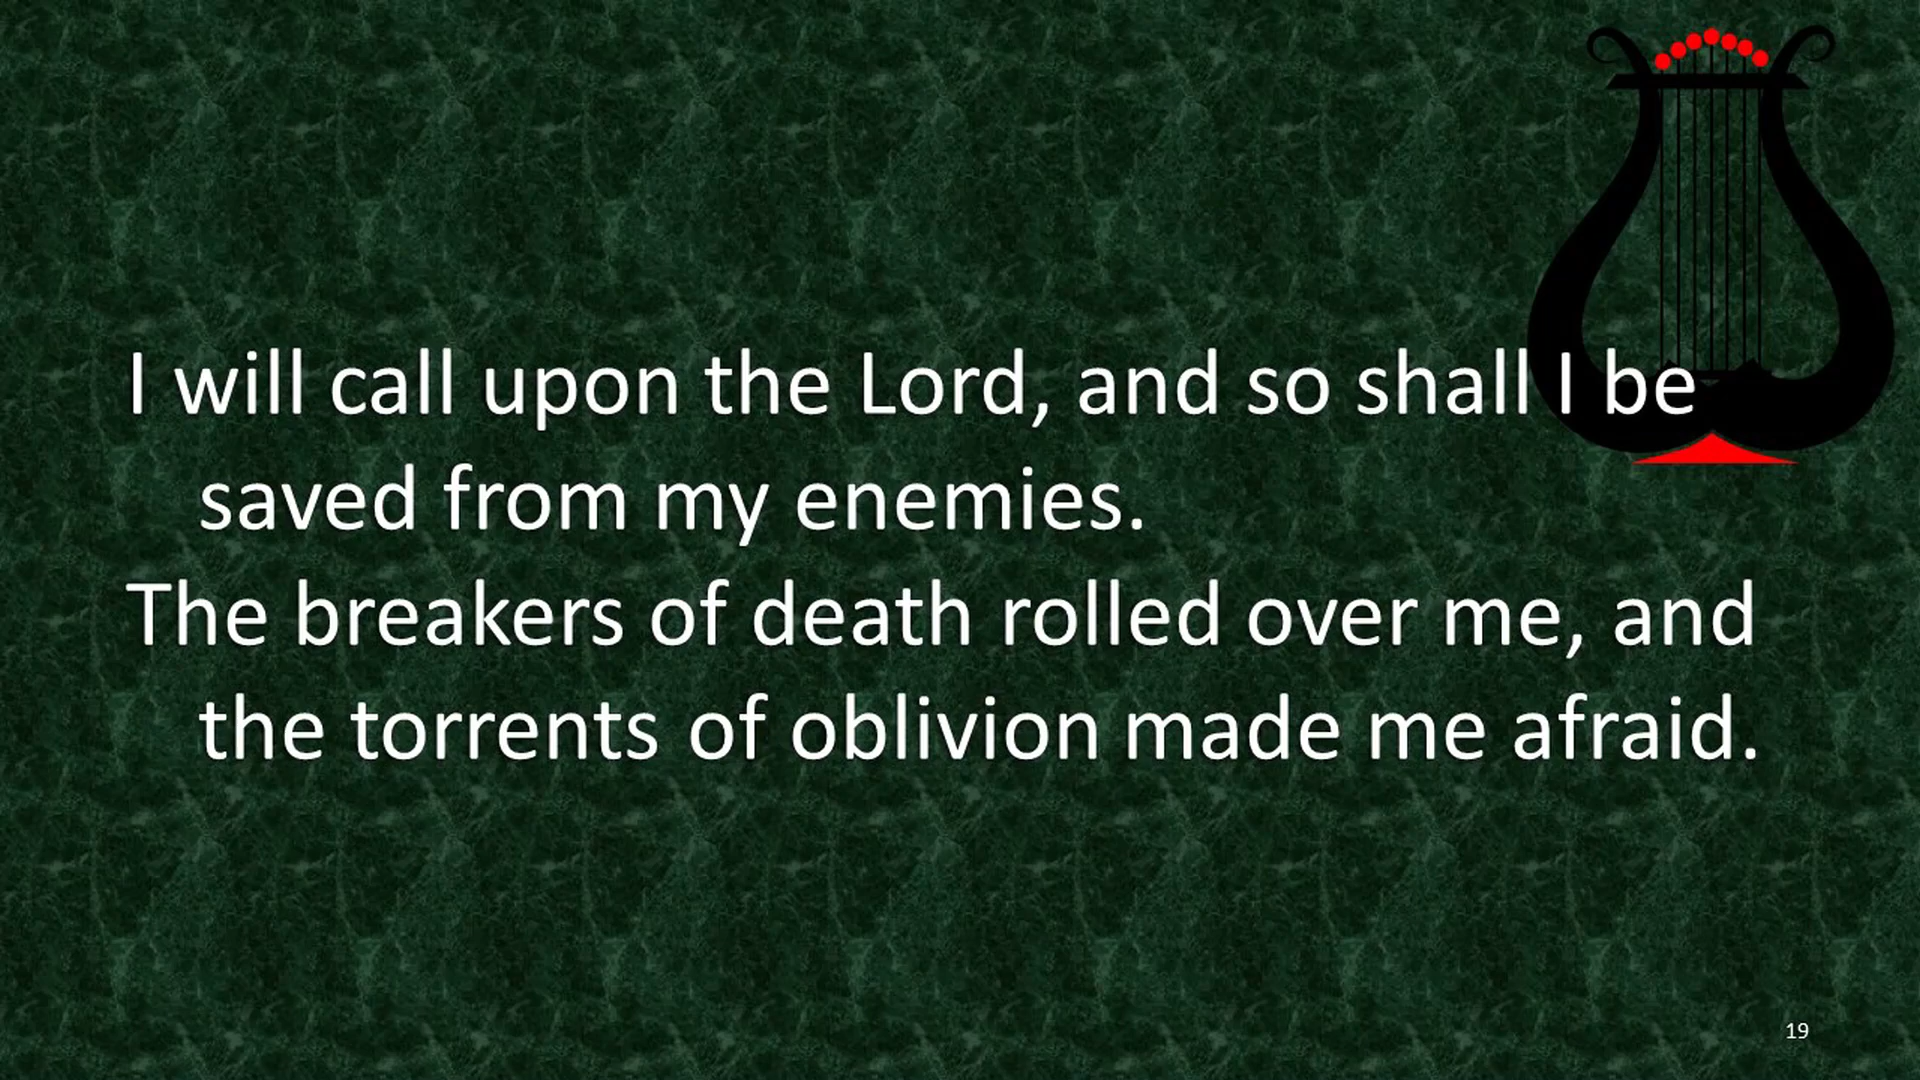 I will call upon the Lord, and so shall I be
saved from my enemies.
The breakers of death rolled over me, and
the torrents of oblivion made me afraid.
19